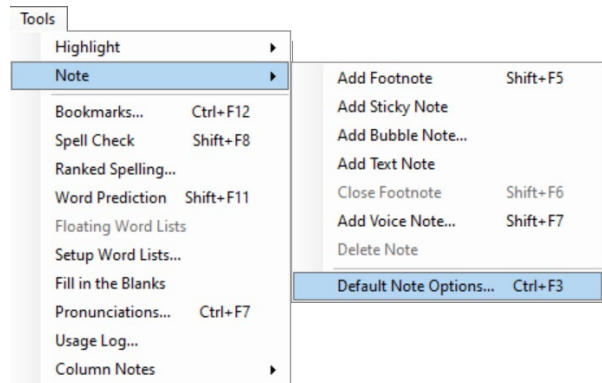 Tools
Highlight
Note
Bookmarks... Ctrl+F12
Spell Check Shift+F8
Ranked Spelling...
Word Prediction Shift+F11
Floating Word Lists
Setup Word Lists...
Fill in the Blanks
Pronunciations... Ctrl+F7
Usage Log...
Column Notes
Add Footnote Shift+F5
Add Sticky Note
Add Bubble Note...
Add Text Note
Close Footnote Shift+F6
Add Voice Note... Shift+F7
Delete Note
Default Note Options... Ctrl+F3